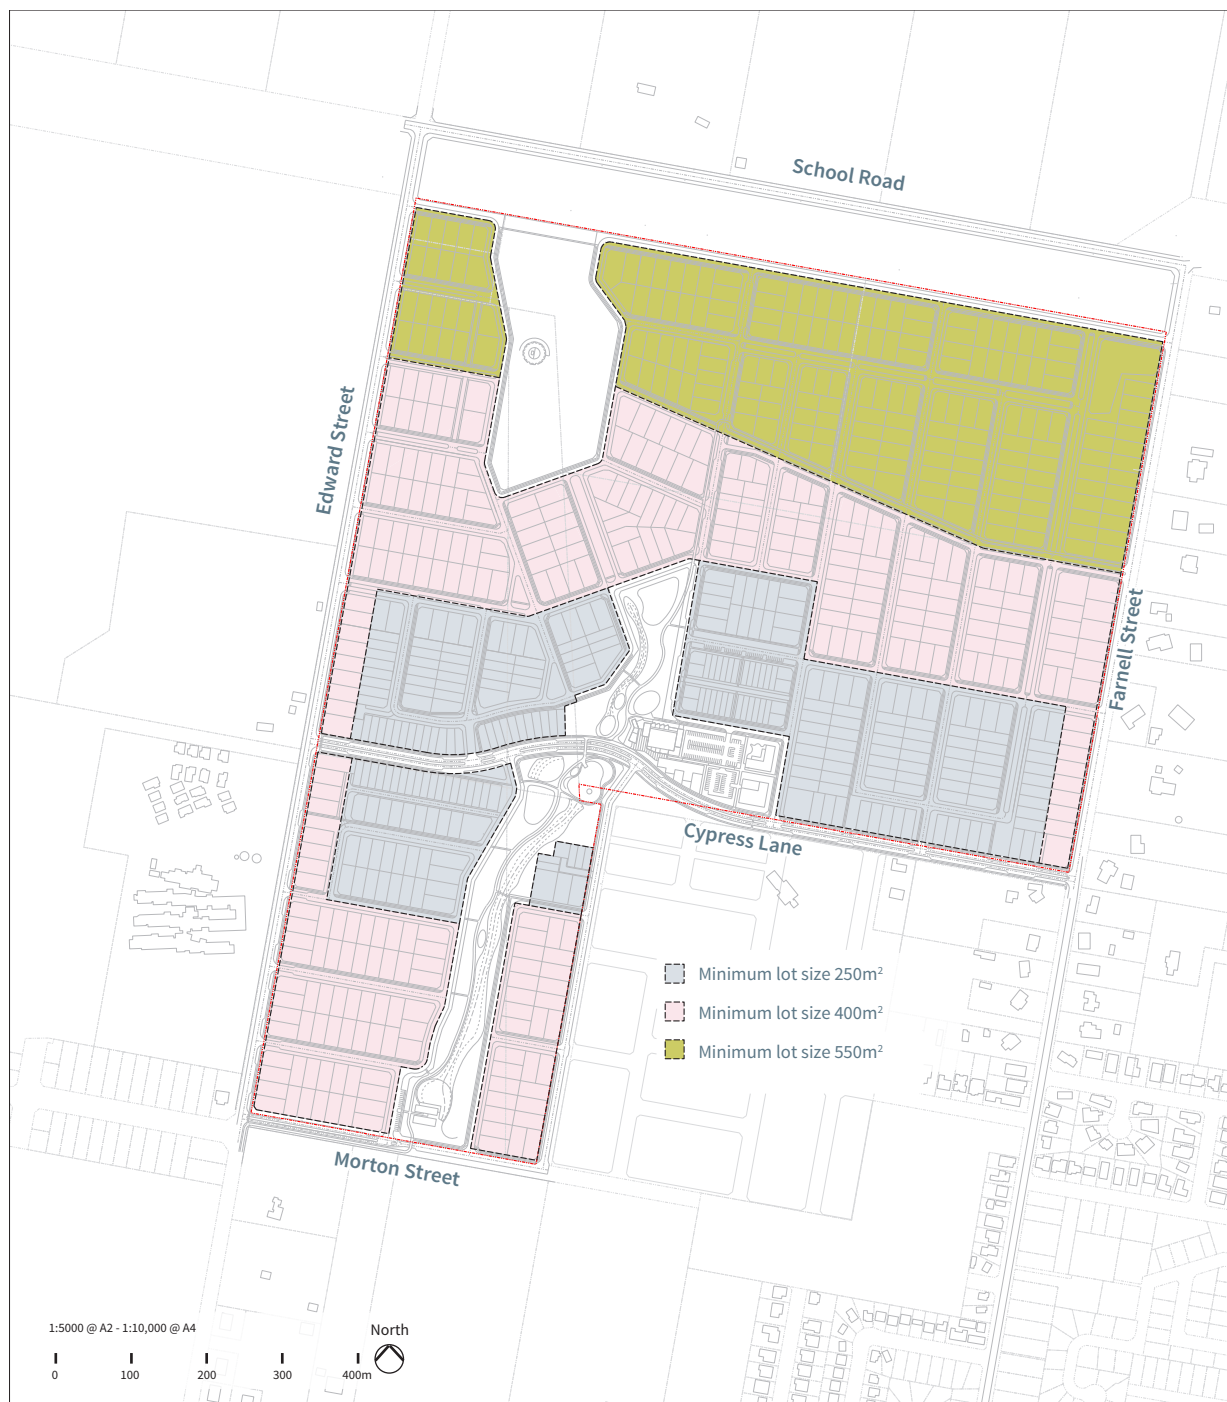 School Road
Edward Street
Farnell Street
Cypress Lane
Minimum lot size 250m²
Minimum lot size 400m²
Minimum lot size 550m²
Morton Street
1:5000 @ A2 - 1:10,000 @ A4
North
0 100 200 300 400m